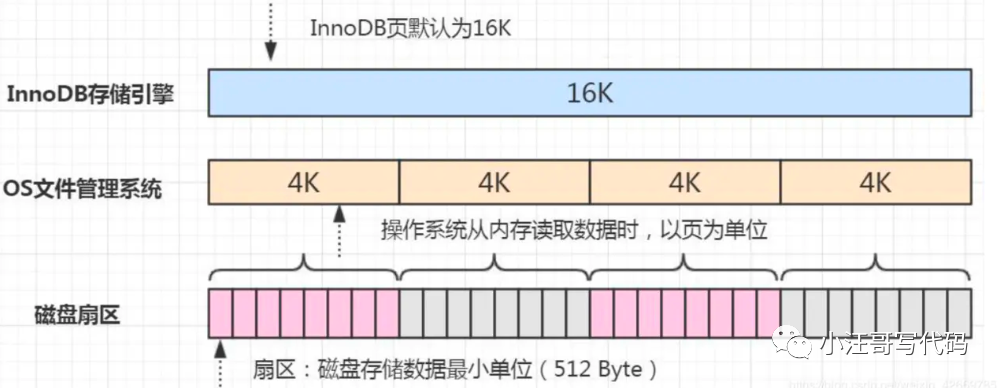 InnoDB页默认为16K
InnoDB存储引擎
16K
OS文件管理系统
4K
4K
4K
4K
操作系统从内存读取数据时，以页为单位
磁盘扇区
小汪哥写代码
扇区：磁盘存储数据最小单位（512 Byte）